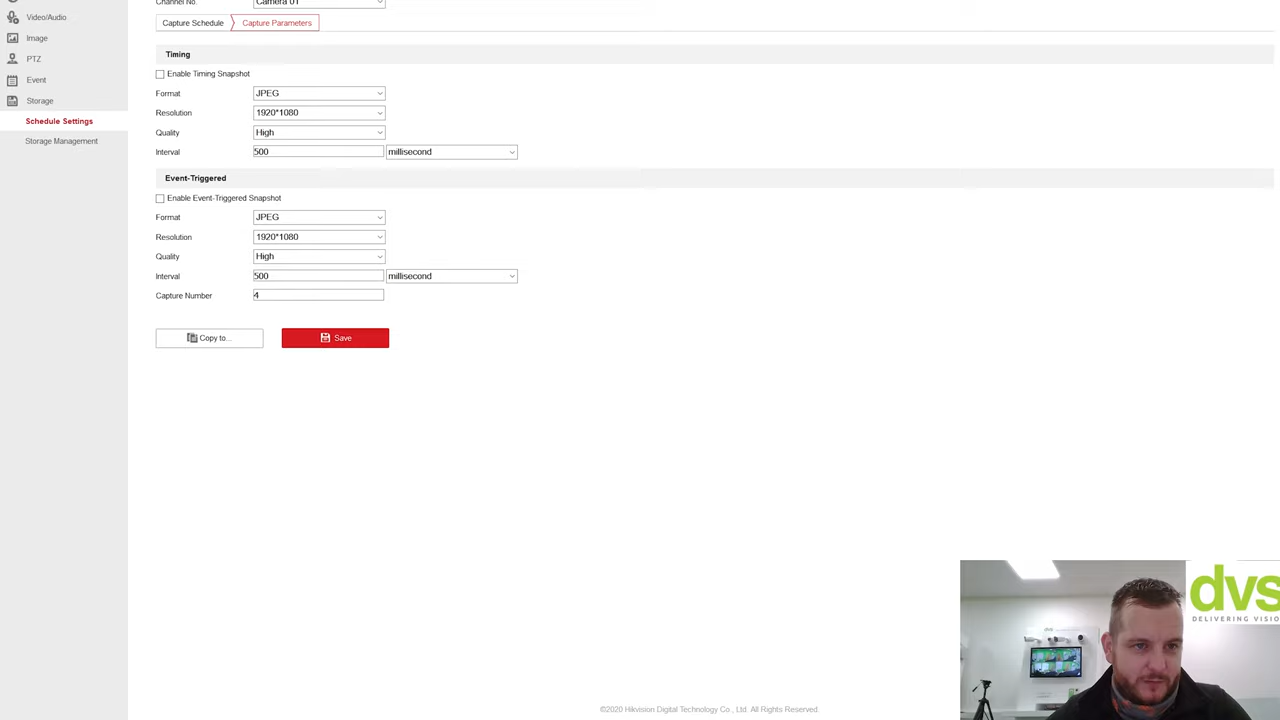 Channel No. Camera 01
Video/Audio
Capture Schedule Capture Parameters
Image
Timing
PTZ
Enable Timing Snapshot
Event
Format JPEG
Storage
Resolution 1920*1080
Schedule Settings
Quality High
Storage Management
Interval 500 millisecond
Event-Triggered
Enable Event-Triggered Snapshot
Format JPEG
Resolution 1920*1080
Quality High
Interval 500 millisecond
Capture Number 4
Copy to... Save
dvs
DELIVERING VISI
©2020 Hikvision Digital Technology Co., Ltd. All Rights Reserved.